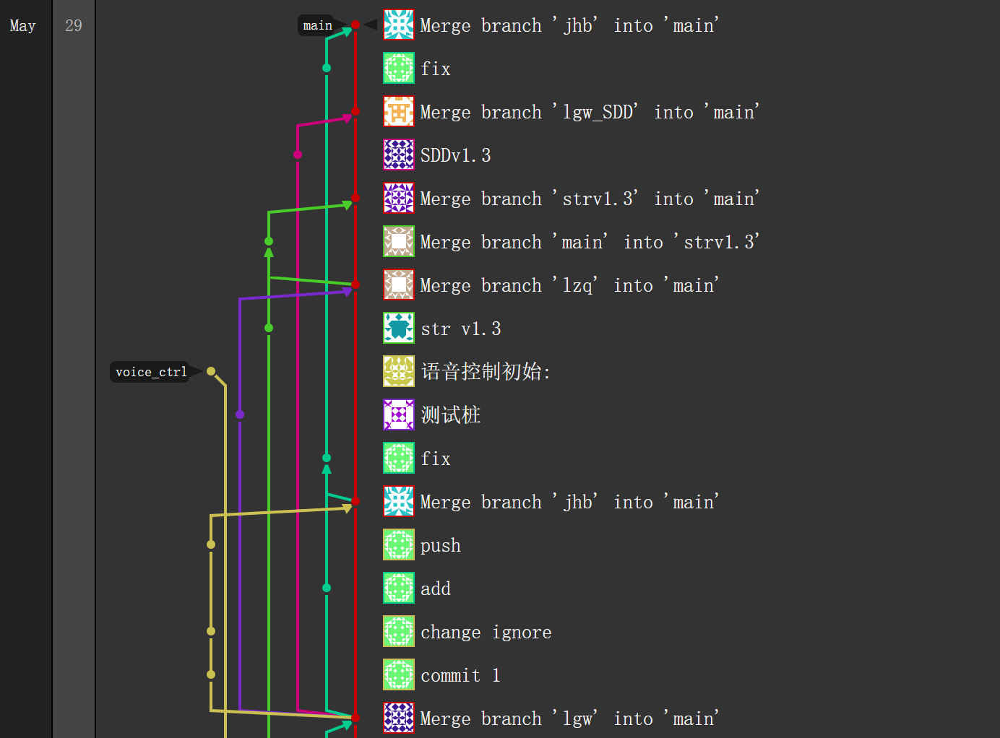 May 29 main Merge branch 'jhb' into 'main'
fix
Merge branch 'lgw_SDD' into 'main'
SDDv1.3
Merge branch 'strv1.3' into 'main'
Merge branch 'main' into 'strv1.3'
Merge branch 'lzq' into 'main'
str v1.3
voice_ctrl 语音控制初始:
测试桩
fix
Merge branch 'jhb' into 'main'
push
add
change ignore
commit 1
Merge branch 'lgw' into 'main'